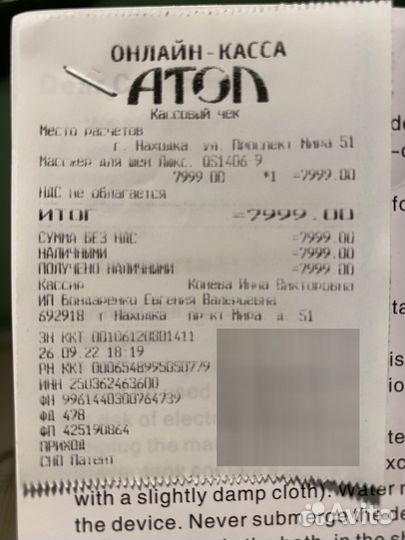 ОНЛАЙН-КАССА
АТОЛ
Кассовый чек
Место расчетов
г. Находка ул. Проспект Мира 51
Массжер для шеи Люкс. QS1406-9
7999.00 *1 =7999.00
НДС не облагается
ИТОГ =7999.00
СУММА БЕЗ НДС =7999.00
НАЛИЧНЫМИ =7999.00
ПОЛУЧЕНО НАЛИЧНЫМИ =7999.00
Кассир Конева Инна Викторовна
ИП Бондаренко Евгения Валерьевна
692918 г Находка пр-кт Мира д 51
ЗН ККТ 00106120801411
26.09.22 18:19
РН ККТ 0006548995050779
ИНН 250362463600
ФН 9961440300764739
ФД 478
ФП 425190864
ПРИХОД
СНО Патент
with a slightly damp cloth). Water
the device. Never submerge the de
Avito